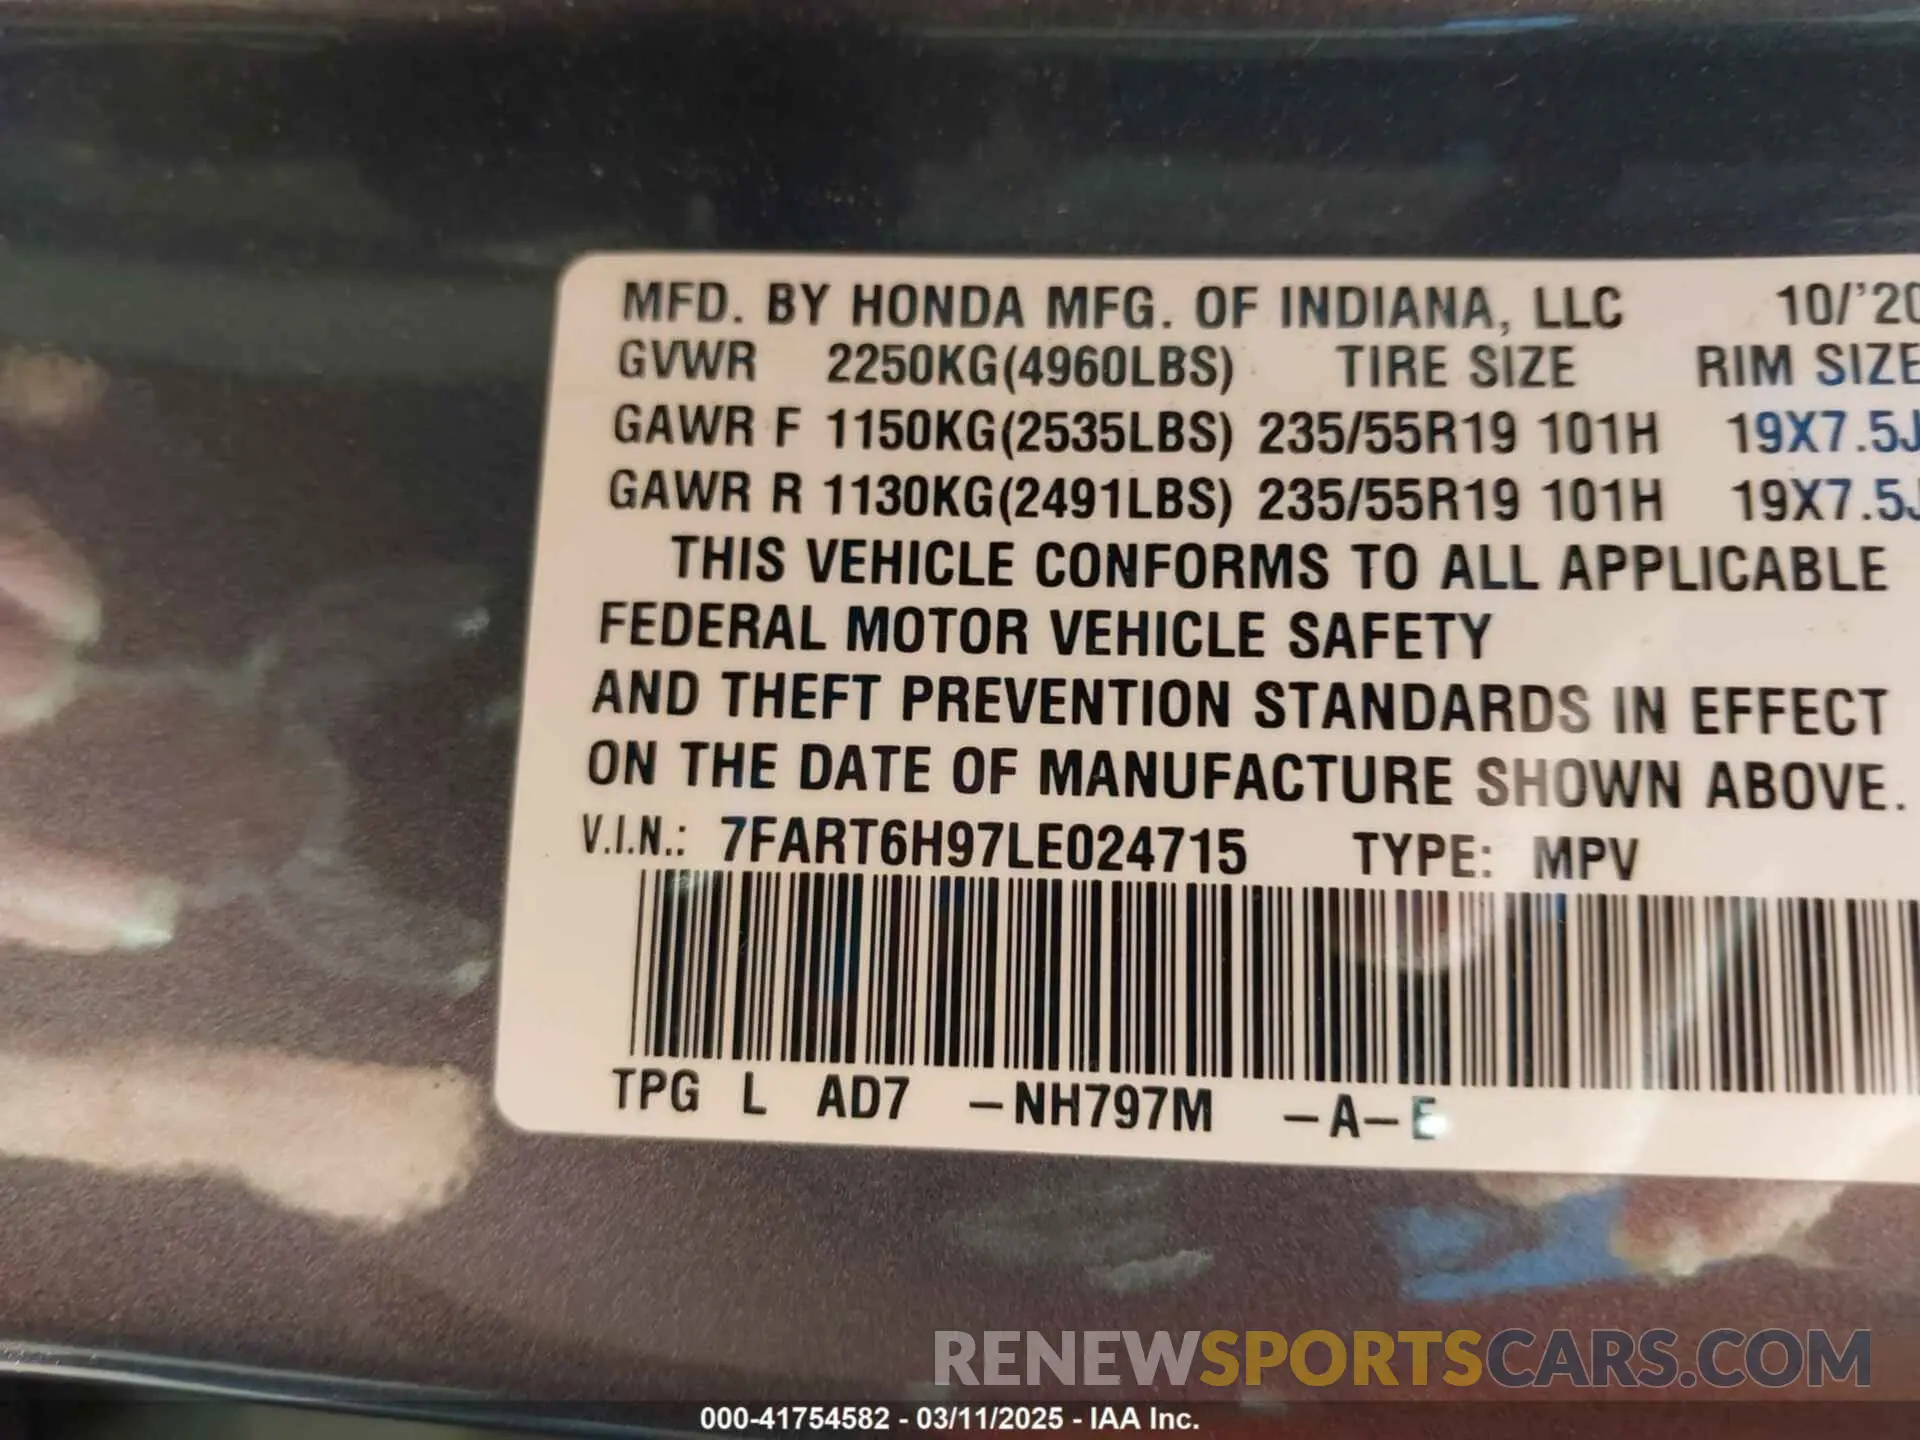 MFD. BY HONDA MFG. OF INDIANA, LLC 10/'20
GVWR 2250KG(4960LBS) TIRE SIZE RIM SIZE
GAWR F 1150KG(2535LBS) 235/55R19 101H 19X7.5J
GAWR R 1130KG(2491LBS) 235/55R19 101H 19X7.5J
THIS VEHICLE CONFORMS TO ALL APPLICABLE
FEDERAL MOTOR VEHICLE SAFETY
AND THEFT PREVENTION STANDARDS IN EFFECT
ON THE DATE OF MANUFACTURE SHOWN ABOVE.
V.I.N.: 7FART6H97LE024715 TYPE: MPV
TPG L AD7 -NH797M -A-E
RENEWSPORTSCARS.COM
000-41754582 - 03/11/2025 - IAA Inc.